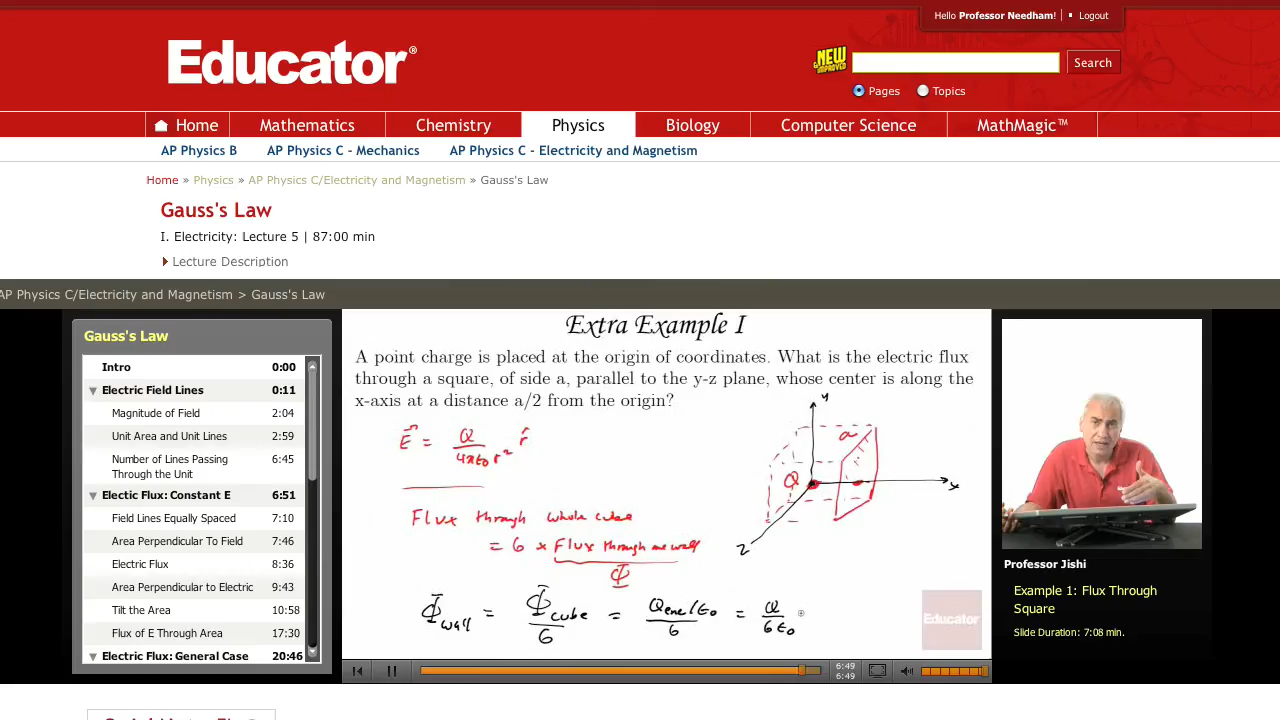 Hello Professor Needham! | Logout
Educator®
NEW
& IMPROVED
Search
Pages Topics
Home Mathematics Chemistry Physics Biology Computer Science MathMagic™
AP Physics B AP Physics C - Mechanics AP Physics C - Electricity and Magnetism
Home » Physics » AP Physics C/Electricity and Magnetism » Gauss's Law
Gauss's Law
I. Electricity: Lecture 5 | 87:00 min
Lecture Description
AP Physics C/Electricity and Magnetism > Gauss's Law
Gauss's Law
Intro 0:00
Electric Field Lines 0:11
Magnitude of Field 2:04
Unit Area and Unit Lines 2:59
Number of Lines Passing Through the Unit 6:45
Electic Flux: Constant E 6:51
Field Lines Equally Spaced 7:10
Area Perpendicular To Field 7:46
Electric Flux 8:36
Area Perpendicular to Electric 9:43
Tilt the Area 10:58
Flux of E Through Area 17:30
Electric Flux: General Case 20:46
Extra Example I
A point charge is placed at the origin of coordinates. What is the electric flux
through a square, of side a, parallel to the y-z plane, whose center is along the
x-axis at a distance a/2 from the origin?
E = Q / 4πε₀r² r̂
y
a
Q
x
z
Flux through whole cube
= 6 × Flux through one wall
Φ
Φwall = Φcube / 6 = Qenc/ε₀ / 6 = Q / 6ε₀
Educator
6:49
6:49
Professor Jishi
Example 1: Flux Through
Square
Slide Duration: 7:08 min.